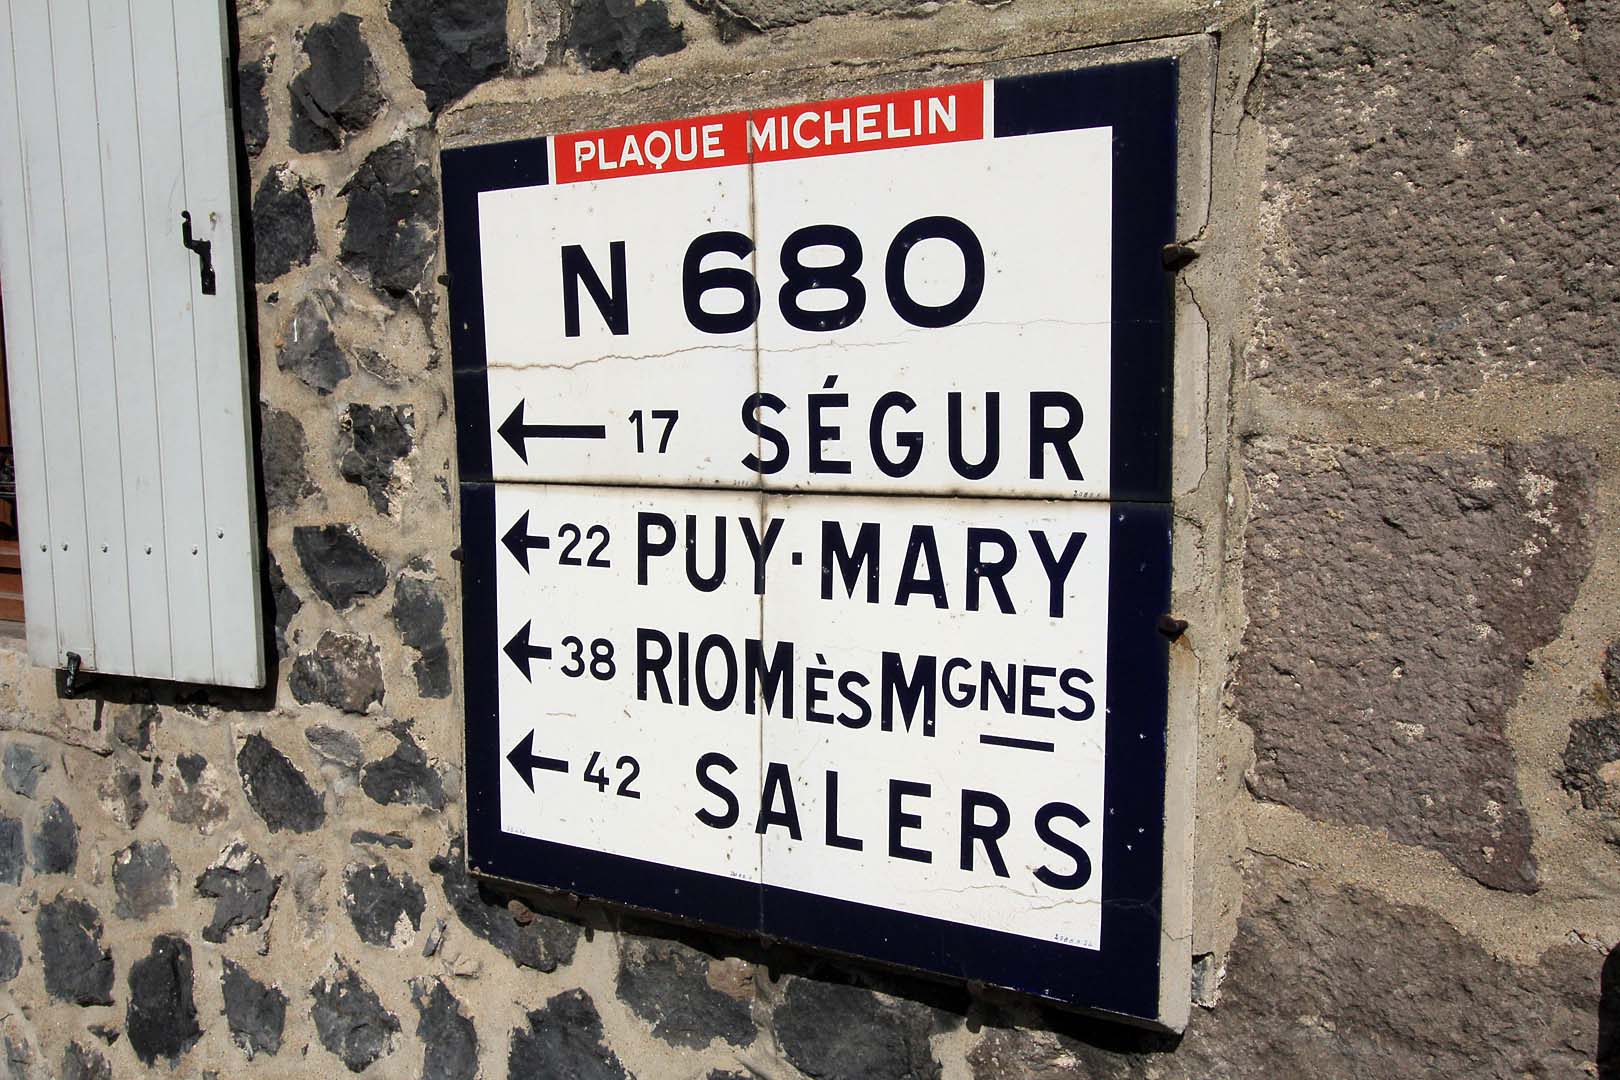 PLAQUE MICHELIN
N 680
← 17 SÉGUR
← 22 PUY·MARY
← 38 RIOM ÈS MGNES
← 42 SALERS